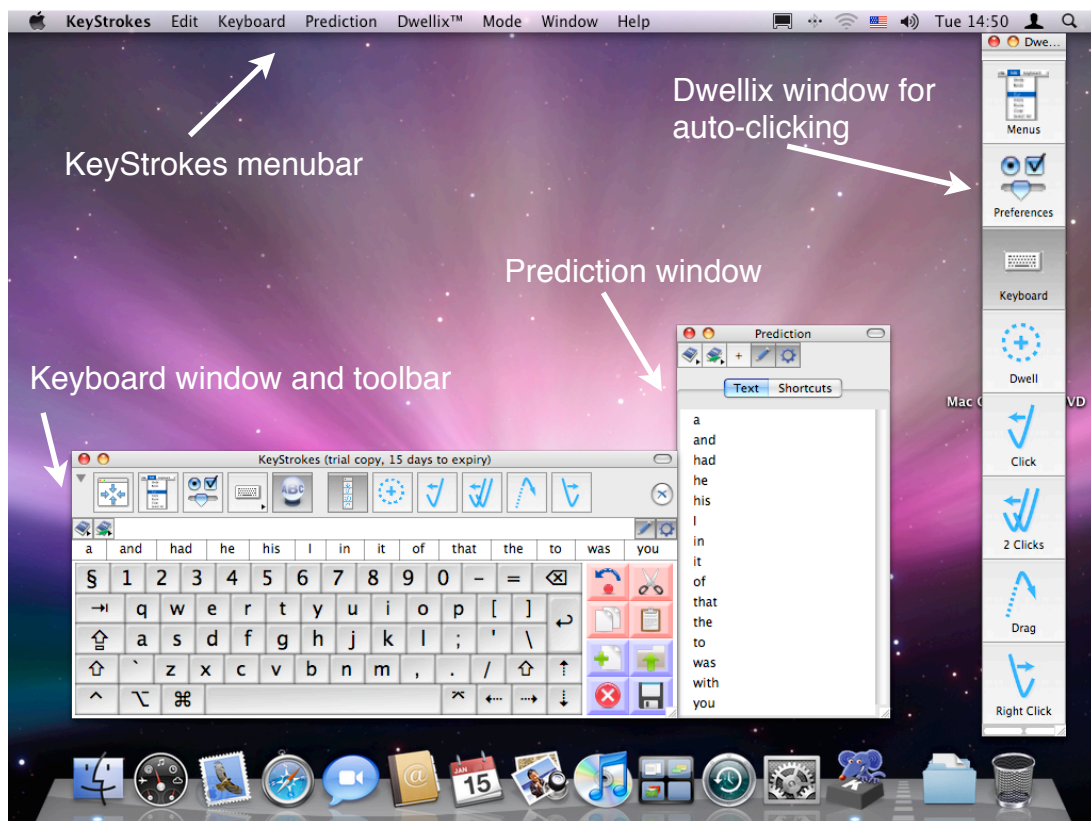 KeyStrokes Edit Keyboard Prediction Dwellix™ Mode Window Help Tue 14:50
Dwe...
Menus
Preferences
Keyboard
Dwell
Click
2 Clicks
Drag
Right Click
Dwellix window for
auto-clicking
KeyStrokes menubar
Prediction window
Keyboard window and toolbar
Mac
VD
Prediction
+
Text Shortcuts
a
and
had
he
his
I
in
it
of
that
the
to
was
with
you
KeyStrokes (trial copy, 15 days to expiry)
ABC
a and had he his I in it of that the to was you
§ 1 2 3 4 5 6 7 8 9 0 - = ⌫
⇥ q w e r t y u i o p [ ] ↩
⇪ a s d f g h j k l ; ' \
⇧ ` z x c v b n m , . / ⇧ ⇡
^ ⌥ ⌘ ⌤ ⇠ ⇢ ⇣
@
JAN
15